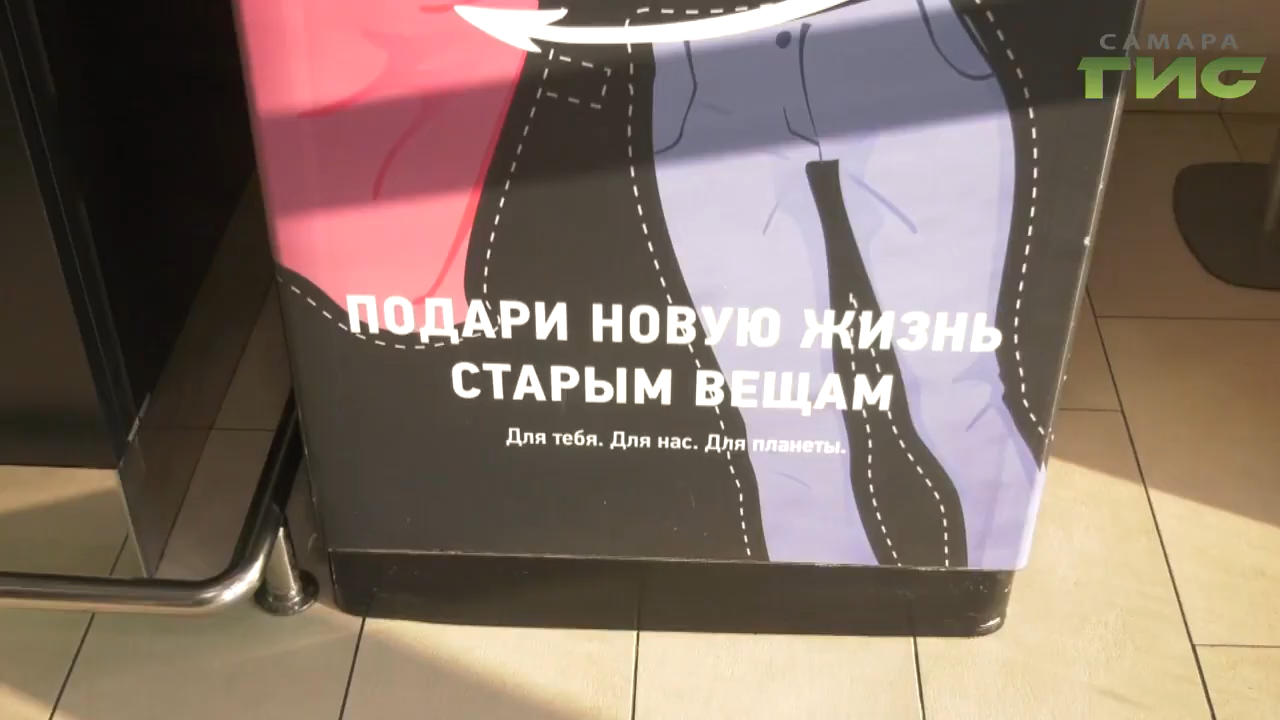 САМАРА
ГИС
ПОДАРИ НОВУЮ ЖИЗНЬ
СТАРЫМ ВЕЩАМ
Для тебя. Для нас. Для планеты.